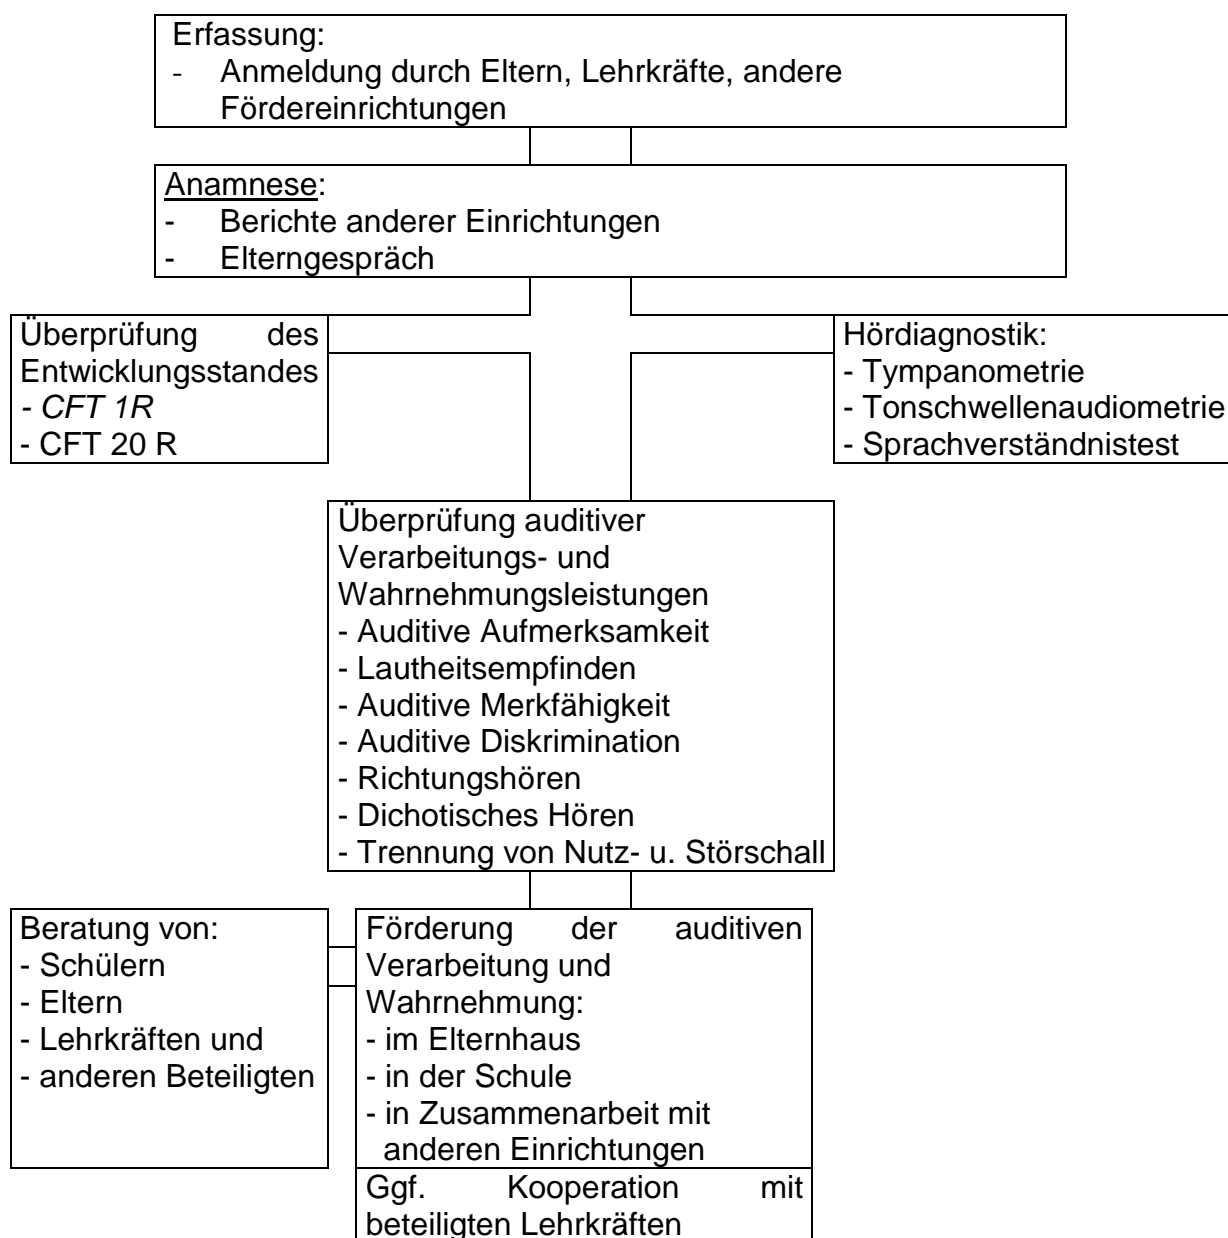 Erfassung:
- Anmeldung durch Eltern, Lehrkräfte, andere
Fördereinrichtungen
Anamnese:
- Berichte anderer Einrichtungen
- Elterngespräch
Überprüfung des
Entwicklungsstandes
- CFT 1R
- CFT 20 R
Hördiagnostik:
- Tympanometrie
- Tonschwellenaudiometrie
- Sprachverständnistest
Überprüfung auditiver
Verarbeitungs- und
Wahrnehmungsleistungen
- Auditive Aufmerksamkeit
- Lautheitsempfinden
- Auditive Merkfähigkeit
- Auditive Diskrimination
- Richtungshören
- Dichotisches Hören
- Trennung von Nutz- u. Störschall
Beratung von:
- Schülern
- Eltern
- Lehrkräften und
- anderen Beteiligten
Förderung der auditiven
Verarbeitung und
Wahrnehmung:
- im Elternhaus
- in der Schule
- in Zusammenarbeit mit
anderen Einrichtungen
Ggf. Kooperation mit
beteiligten Lehrkräften